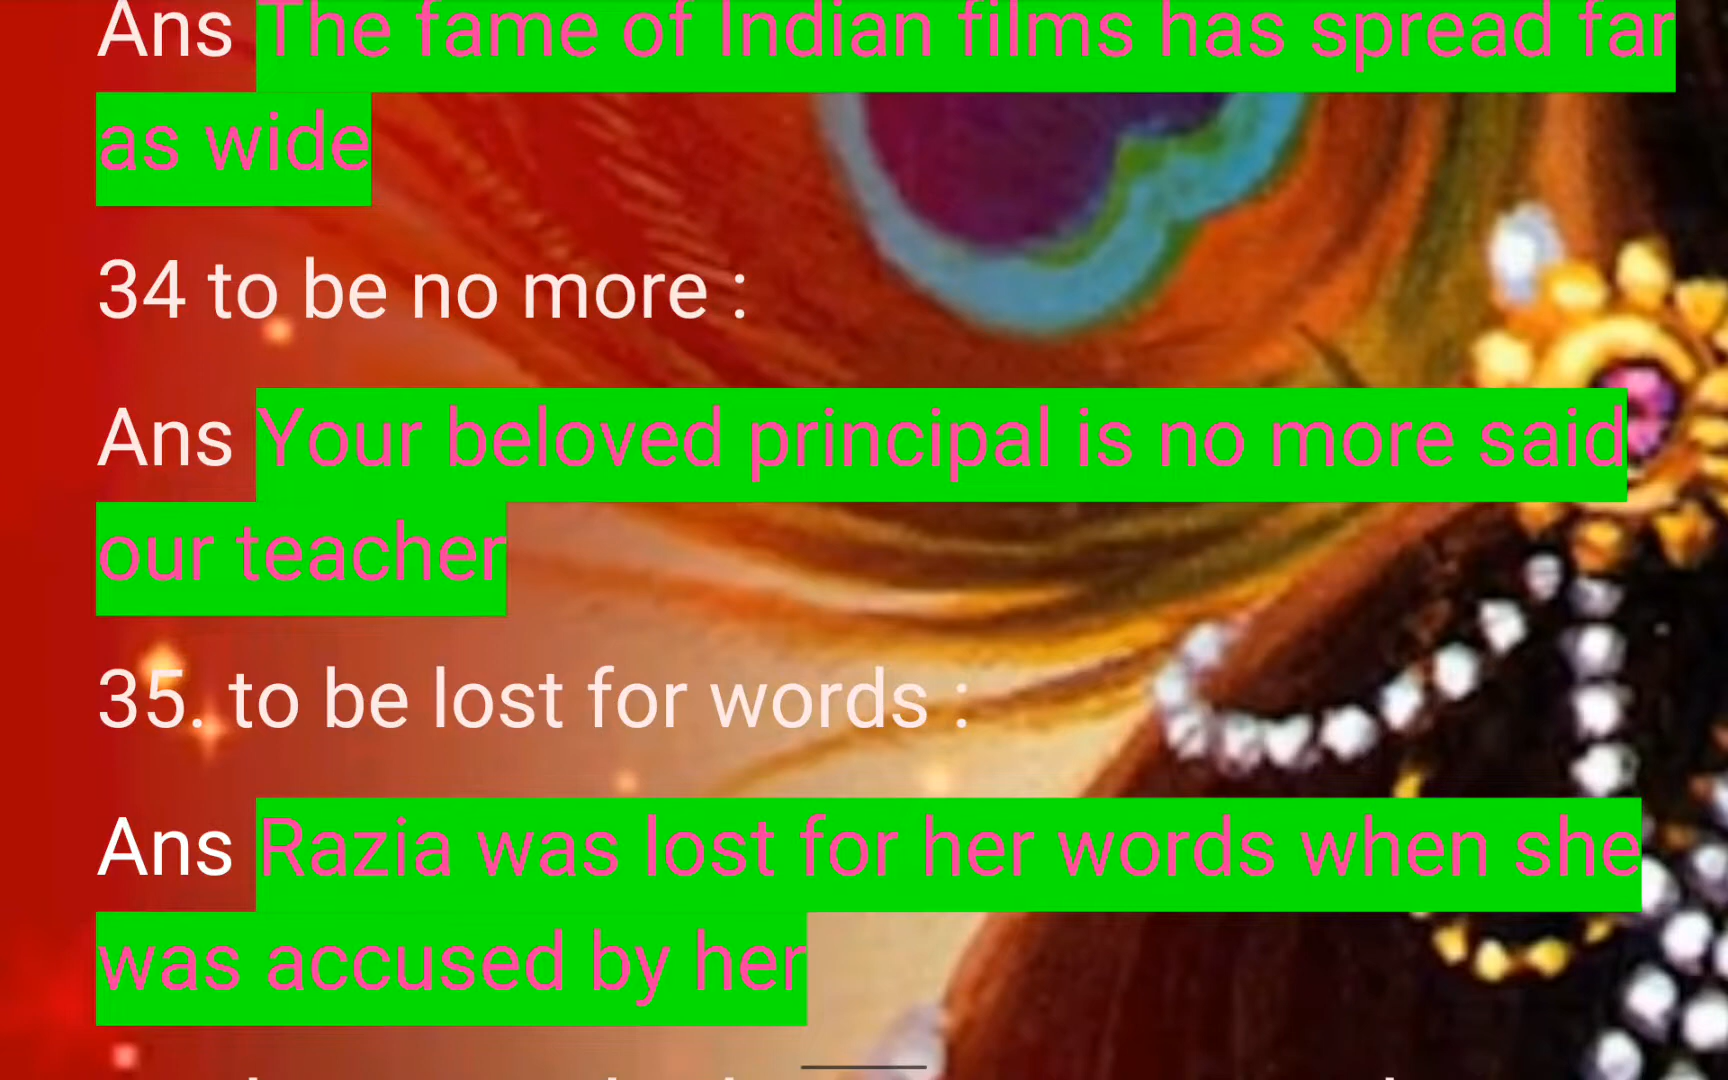 Ans The fame of Indian films has spread far
as wide
34 to be no more :
Ans Your beloved principal is no more said
our teacher
35. to be lost for words :
Ans Razia was lost for her words when she
was accused by her